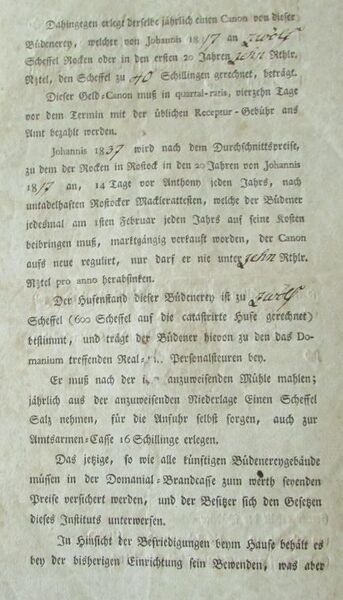 Dahingegen erlegt derselbe jährlich einen Canon von dieser
Büdenerey, welcher von Johannis 1817 an zwölf
Scheffel Rocken oder in den ersten 20 Jahren zehn Rthlr.
Nztel, den Scheffel zu 40 Schillingen gerechnet, beträgt.
Dieser Geld-Canon muß in quartal-ratis, vierzehn Tage
vor dem Termin mit der üblichen Receptur-Gebühr ans
Amt bezahlt werden.
Johannis 1837 wird nach dem Durchschnittspreise,
zu dem der Rocken in Rostock in den 20 Jahren von Johannis
1817 an, 14 Tage vor Anthony jeden Jahrs, nach
untadelhaften Rostocker Mäklerattesten, welche der Büdener
jedesmal am 1sten Februar jeden Jahrs auf seine Kosten
beibringen muß, marktgängig verkauft worden, der Canon
aufs neue regulirt, nur darf er nie unter zehn Rthlr.
Nztel pro anno herabsinken.
Der Hufenstand dieser Büdenerey ist zu zwölf
Scheffel (600 Scheffel auf die catastrirte Hufe gerechnet)
bestimmt, und trägt der Büdener hievon zu den das Do-
manium treffenden Real- Personalsteuren bey.
Er muß nach der anzuweisenden Mühle mahlen;
jährlich aus der anzuweisenden Niederlage Einen Scheffel
Salz nehmen, für die Anfuhr selbst sorgen, auch zur
Amtsarmen-Casse 16 Schillinge erlegen.
Das jetzige, so wie alle künftigen Büdenereygebäude
müssen in der Domanial-Brandcasse zum werth seyenden
Preise versichert werden, und der Besitzer sich den Gesetzen
dieses Instituts unterwerfen.
In Hinsicht der Befriedigungen beym Hause behält es
bey der bisherigen Einrichtung sein Bewenden, was aber